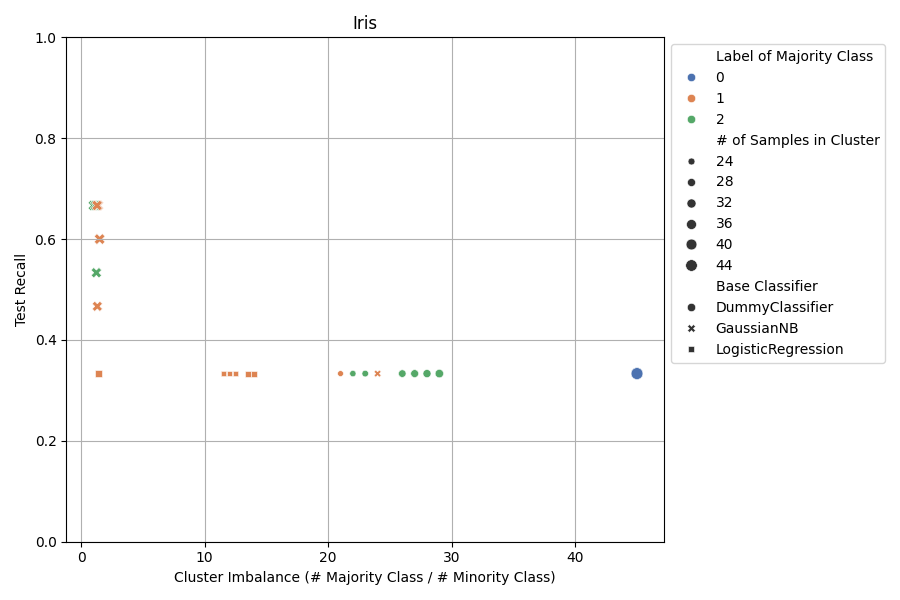 Iris
1.0
0.8
0.6
0.4
0.2
0.0
Test Recall
0
10
20
30
40
Cluster Imbalance (# Majority Class / # Minority Class)
Label of Majority Class
0
1
2
# of Samples in Cluster
24
28
32
36
40
44
Base Classifier
DummyClassifier
GaussianNB
LogisticRegression